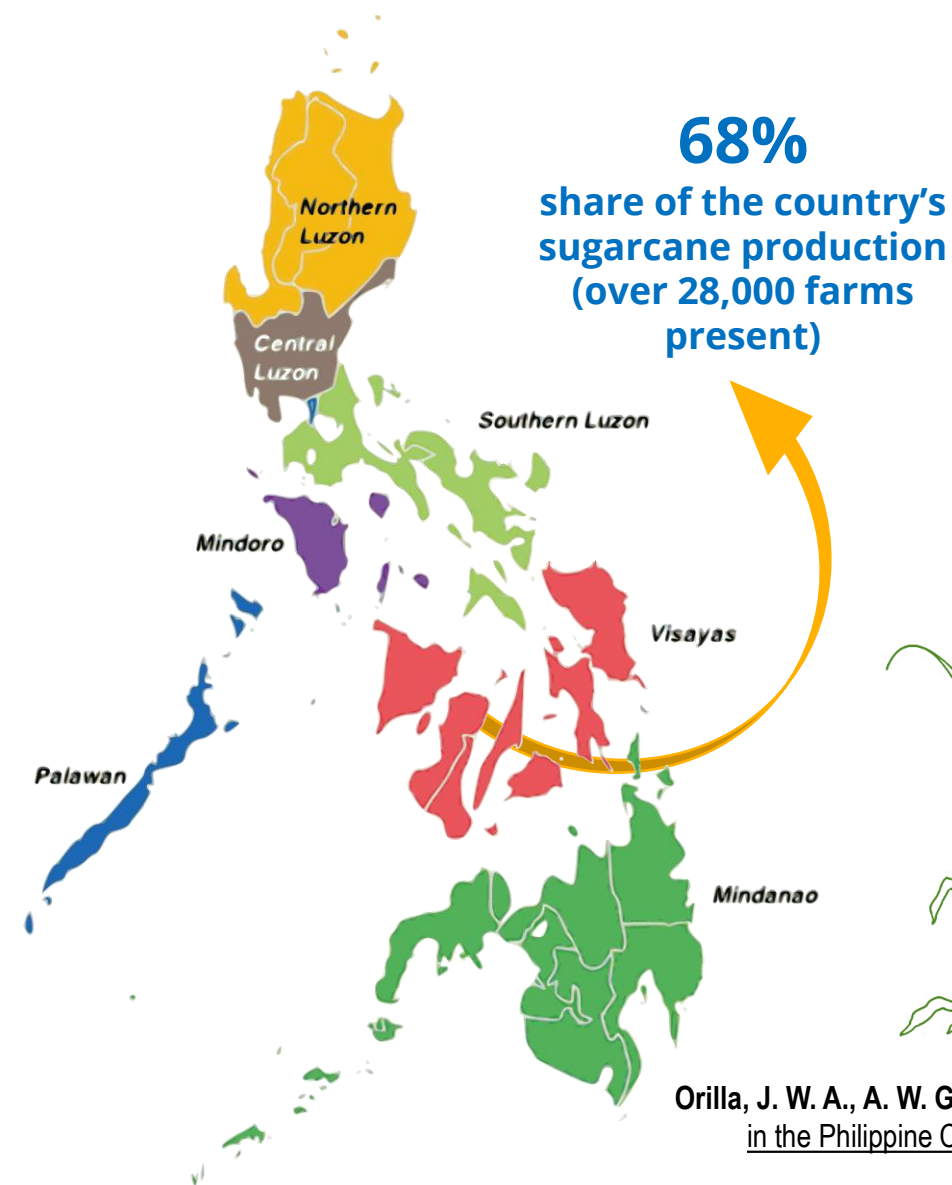 68%
share of the country’s
sugarcane production
(over 28,000 farms
present)
Northern
Luzon
Central
Luzon
Southern Luzon
Mindoro
Visayas
Palawan
Mindanao
Orilla, J. W. A., A. W. G
in the Philippine